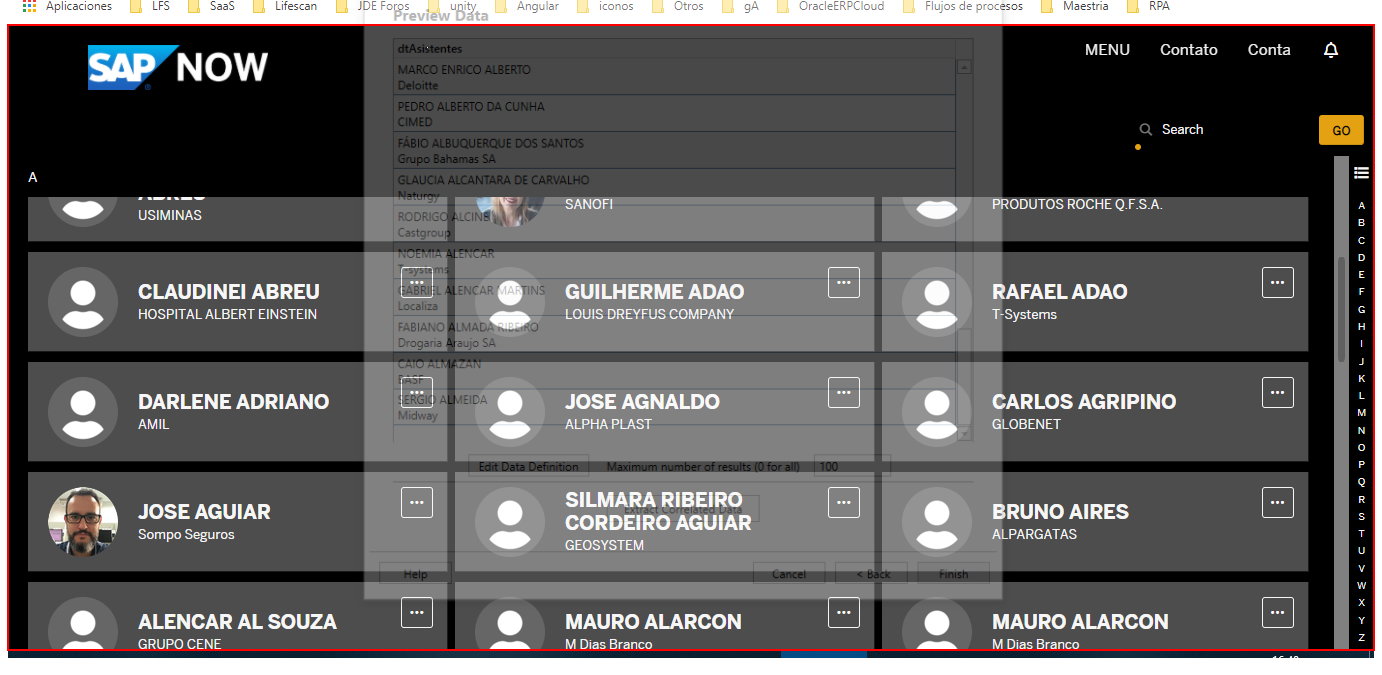 Aplicaciones LFS SaaS Lifescan JDE Foros unity Angular iconos Otros gA OracleERPCloud Flujos de procesos Maestria RPA
Preview Data
SAP NOW
MENU Contato Conta
Search
GO
dtAsistentes
MARCO ENRICO ALBERTO
Deloitte
PEDRO ALBERTO DA CUNHA
CIMED
FÁBIO ALBUQUERQUE DOS SANTOS
Grupo Bahamas SA
GLAUCIA ALCANTARA DE CARVALHO
Naturgy
RODRIGO
Castgroup
NOEMIA ALENCAR
T-systems
GABRIEL ALENCAR MARTINS
Localiza
FABIANO ALMADA RIBEIRO
Drogaria Araujo SA
CAIO ALMAZAN
BASF
SERGIO ALMEIDA
Midway
Edit Data Definition Maximum number of results (0 for all) 100
Extract Correlated Data
Help Cancel < Back Finish
A
ABREU
USIMINAS
SANOFI
PRODUTOS ROCHE Q.F.S.A.
CLAUDINEI ABREU
HOSPITAL ALBERT EINSTEIN
GUILHERME ADAO
LOUIS DREYFUS COMPANY
RAFAEL ADAO
T-Systems
DARLENE ADRIANO
AMIL
JOSE AGNALDO
ALPHA PLAST
CARLOS AGRIPINO
GLOBENET
JOSE AGUIAR
Sompo Seguros
SILMARA RIBEIRO
CORDEIRO AGUIAR
GEOSYSTEM
BRUNO AIRES
ALPARGATAS
ALENCAR AL SOUZA
GRUPO CENE
MAURO ALARCON
M Dias Branco
MAURO ALARCON
M Dias Branco
A
B
C
D
E
F
G
H
I
J
K
L
M
N
O
P
Q
R
S
T
U
V
W
X
Y
Z